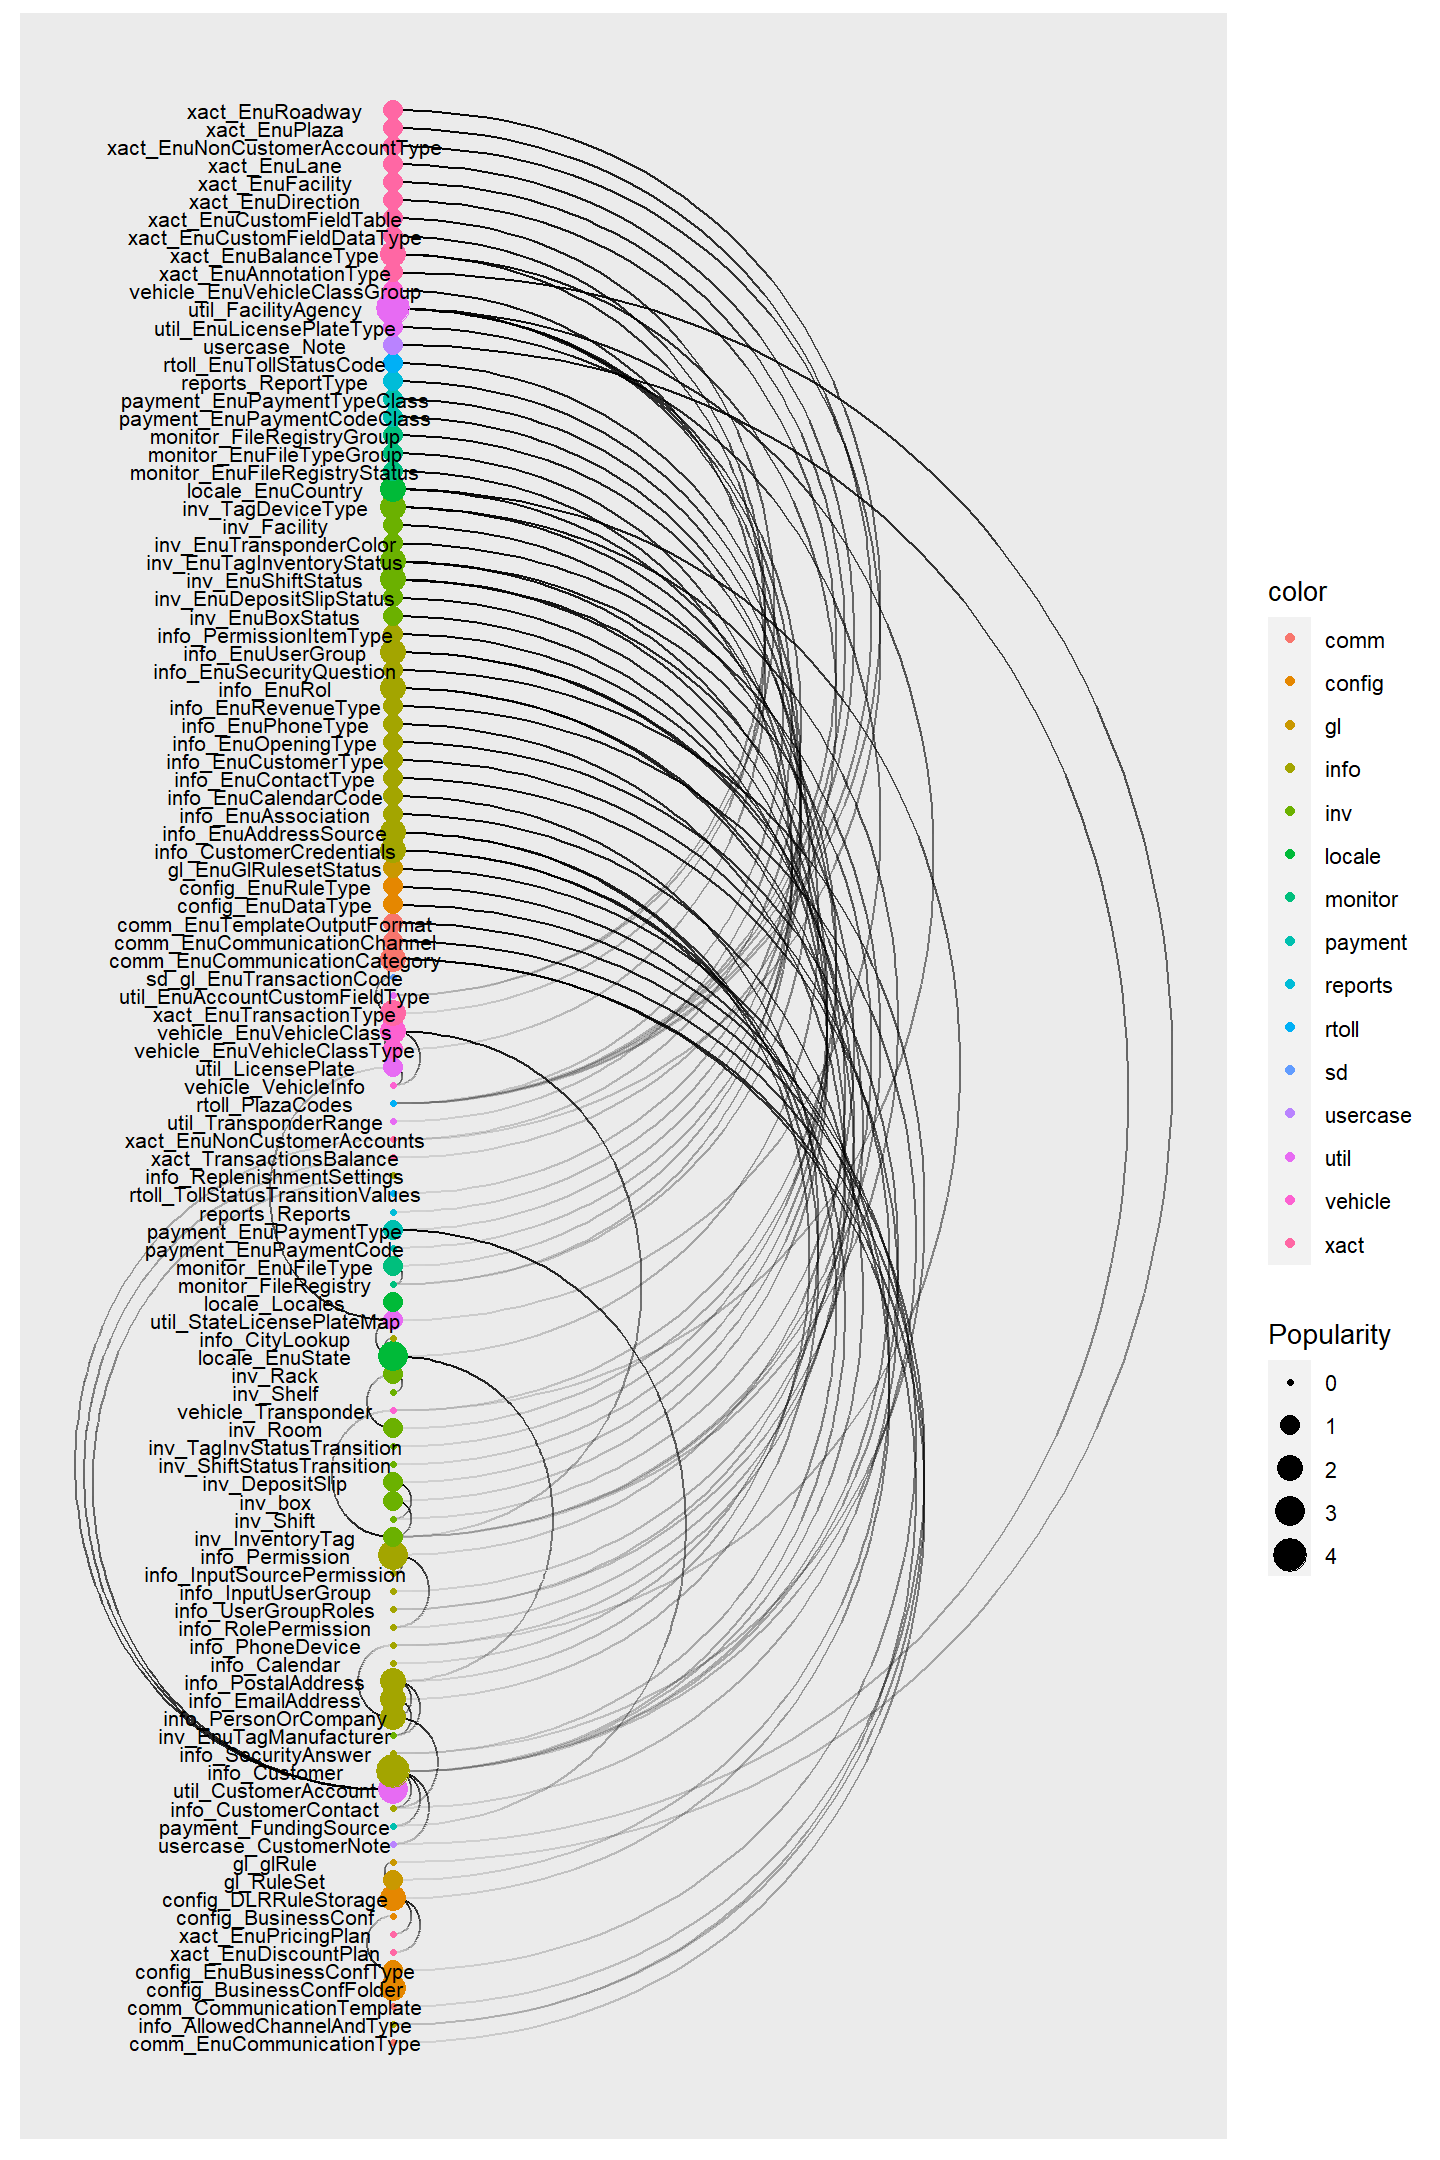 xact_EnuRoadway
xact_EnuPlaza
xact_EnuNonCustomerAccountType
xact_EnuLane
xact_EnuFacility
xact_EnuDirection
xact_EnuCustomFieldTable
xact_EnuCustomFieldDataType
xact_EnuBalanceType
xact_EnuAnnotationType
vehicle_EnuVehicleClassGroup
util_FacilityAgency
util_EnuLicensePlateType
usercase_Note
rtoll_EnuTollStatusCode
reports_ReportType
payment_EnuPaymentTypeClass
payment_EnuPaymentCodeClass
monitor_FileRegistryGroup
monitor_EnuFileTypeGroup
monitor_EnuFileRegistryStatus
locale_EnuCountry
inv_TagDeviceType
inv_Facility
inv_EnuTransponderColor
inv_EnuTagInventoryStatus
inv_EnuShiftStatus
inv_EnuDepositSlipStatus
inv_EnuBoxStatus
info_PermissionItemType
info_EnuUserGroup
info_EnuSecurityQuestion
info_EnuRol
info_EnuRevenueType
info_EnuPhoneType
info_EnuOpeningType
info_EnuCustomerType
info_EnuContactType
info_EnuCalendarCode
info_EnuAssociation
info_EnuAddressSource
info_CustomerCredentials
gl_EnuGlRulesetStatus
config_EnuRuleType
config_EnuDataType
comm_EnuTemplateOutputFormat
comm_EnuCommunicationChannel
comm_EnuCommunicationCategory
sd_gl_EnuTransactionCode
util_EnuAccountCustomFieldType
xact_EnuTransactionType
vehicle_EnuVehicleClass
vehicle_EnuVehicleClassType
util_LicensePlate
vehicle_VehicleInfo
rtoll_PlazaCodes
util_TransponderRange
xact_EnuNonCustomerAccounts
xact_TransactionsBalance
info_ReplenishmentSettings
rtoll_TollStatusTransitionValues
reports_Reports
payment_EnuPaymentType
payment_EnuPaymentCode
monitor_EnuFileType
monitor_FileRegistry
locale_Locales
util_StateLicensePlateMap
info_CityLookup
locale_EnuState
inv_Rack
inv_Shelf
vehicle_Transponder
inv_Room
inv_TagInvStatusTransition
inv_ShiftStatusTransition
inv_DepositSlip
inv_box
inv_Shift
inv_InventoryTag
info_Permission
info_InputSourcePermission
info_InputUserGroup
info_UserGroupRoles
info_RolePermission
info_PhoneDevice
info_Calendar
info_PostalAddress
info_EmailAddress
info_PersonOrCompany
inv_EnuTagManufacturer
info_SecurityAnswer
info_Customer
util_CustomerAccount
info_CustomerContact
payment_FundingSource
usercase_CustomerNote
gl_glRule
gl_RuleSet
config_DLRRuleStorage
config_BusinessConf
xact_EnuPricingPlan
xact_EnuDiscountPlan
config_EnuBusinessConfType
config_BusinessConfFolder
comm_CommunicationTemplate
info_AllowedChannelAndType
comm_EnuCommunicationType
color
comm
config
gl
info
inv
locale
monitor
payment
reports
rtoll
sd
usercase
util
vehicle
xact
Popularity
0
1
2
3
4